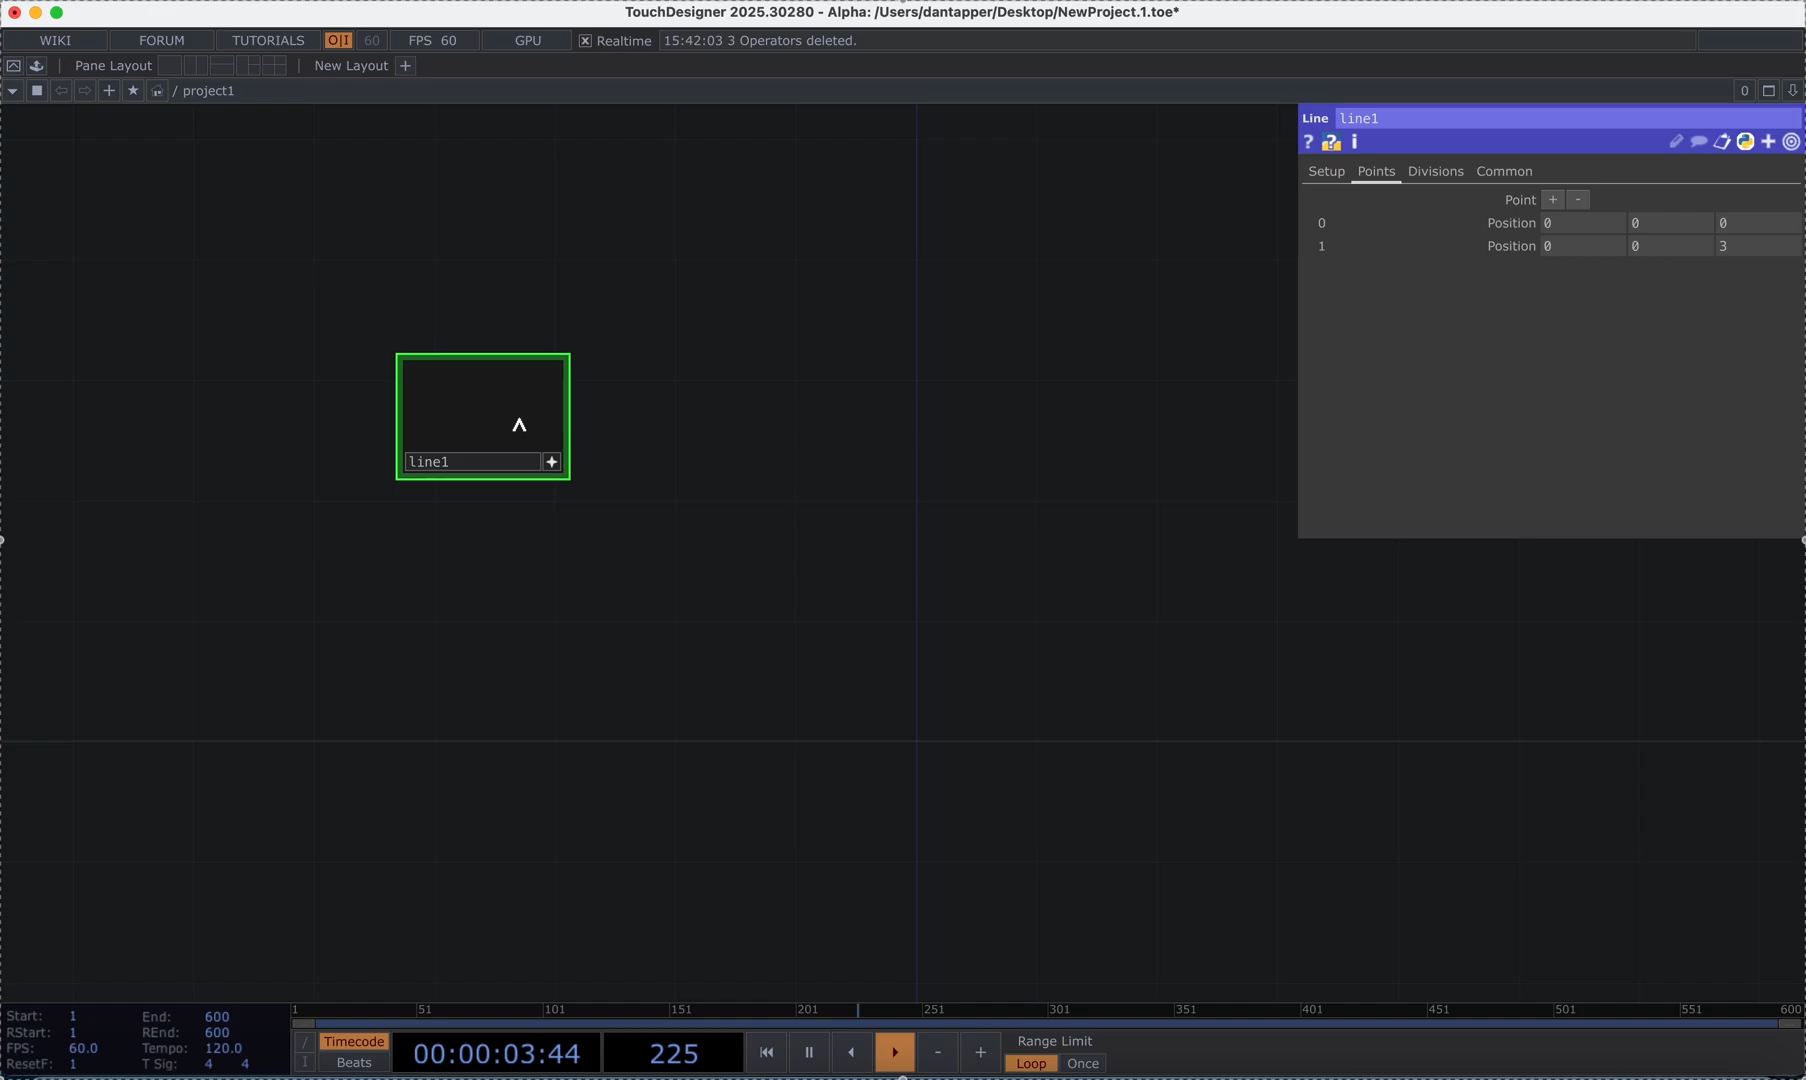 TouchDesigner 2025.30280 - Alpha: /Users/dantapper/Desktop/NewProject.1.toe*
WIKI FORUM TUTORIALS O|I 60 FPS 60 GPU Realtime 15:42:03 3 Operators deleted.
Pane Layout New Layout +
/ project1 0
Line line1
? ? i
Setup Points Divisions Common
Point + -
0 Position 0 0 0
1 Position 0 0 3
line1
1 51 101 151 201 251 301 351 401 451 501 551 600
Start: 1 End: 600
RStart: 1 REnd: 600
FPS: 60.0 Tempo: 120.0
ResetF: 1 T Sig: 4 4
/ Timecode
I Beats
00:00:03:44 225
- +
Range Limit
Loop Once